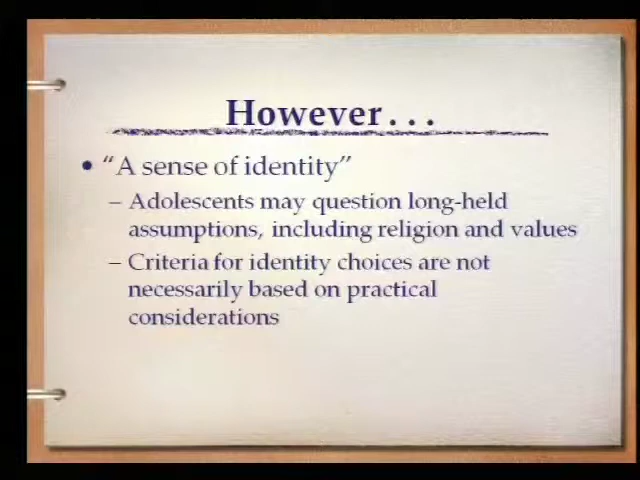 However...
• “A sense of identity”
– Adolescents may question long-held
assumptions, including religion and values
– Criteria for identity choices are not
necessarily based on practical
considerations